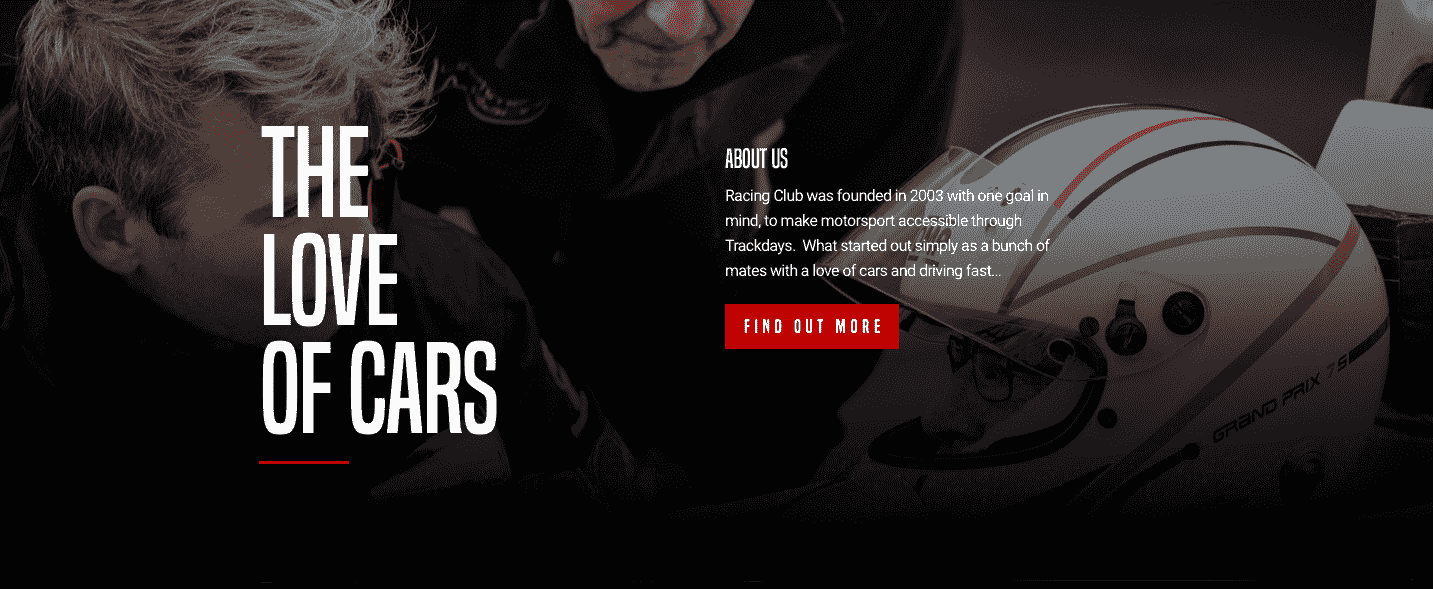 THE
LOVE
OF CARS
ABOUT US
Racing Club was founded in 2003 with one goal in
mind, to make motorsport accessible through
Trackdays.  What started out simply as a bunch of
mates with a love of cars and driving fast...
FIND OUT MORE
GRAND PRIX 7S